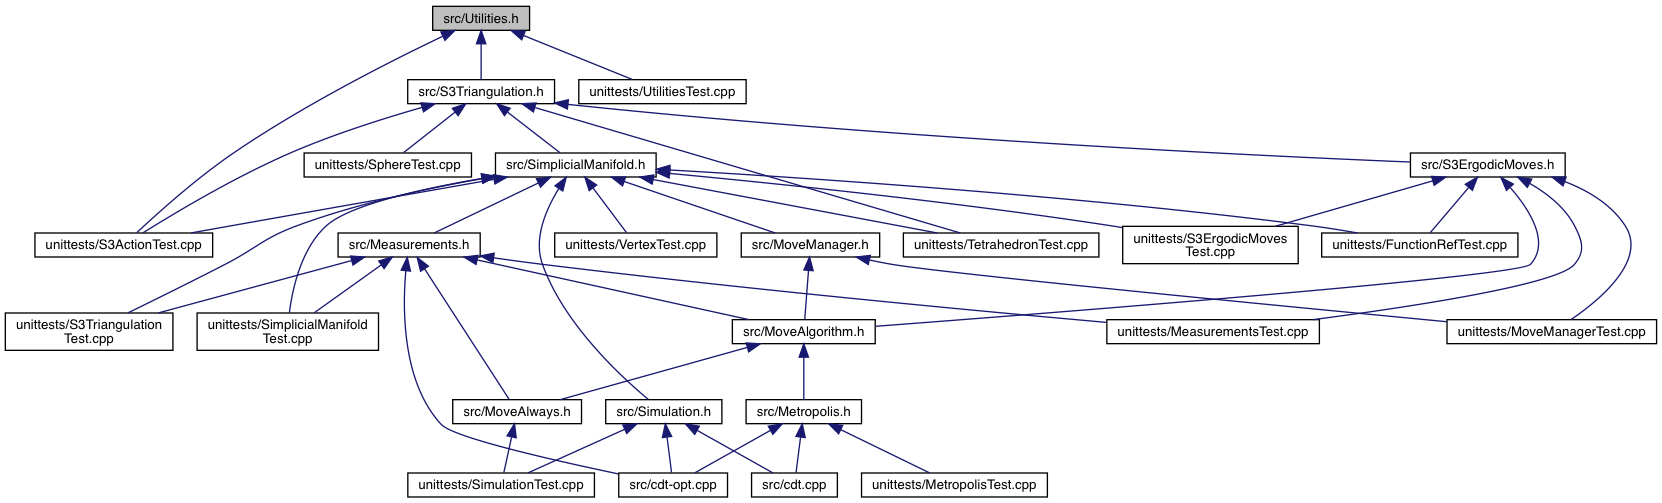 src/Utilities.h
src/S3Triangulation.h
unittests/UtilitiesTest.cpp
unittests/SphereTest.cpp
src/SimplicialManifold.h
src/S3ErgodicMoves.h
unittests/S3ActionTest.cpp
src/Measurements.h
unittests/VertexTest.cpp
src/MoveManager.h
unittests/TetrahedronTest.cpp
unittests/S3ErgodicMoves
Test.cpp
unittests/FunctionRefTest.cpp
unittests/S3Triangulation
Test.cpp
unittests/SimplicialManifold
Test.cpp
src/MoveAlgorithm.h
unittests/MeasurementsTest.cpp
unittests/MoveManagerTest.cpp
src/MoveAlways.h
src/Simulation.h
src/Metropolis.h
unittests/SimulationTest.cpp
src/cdt-opt.cpp
src/cdt.cpp
unittests/MetropolisTest.cpp